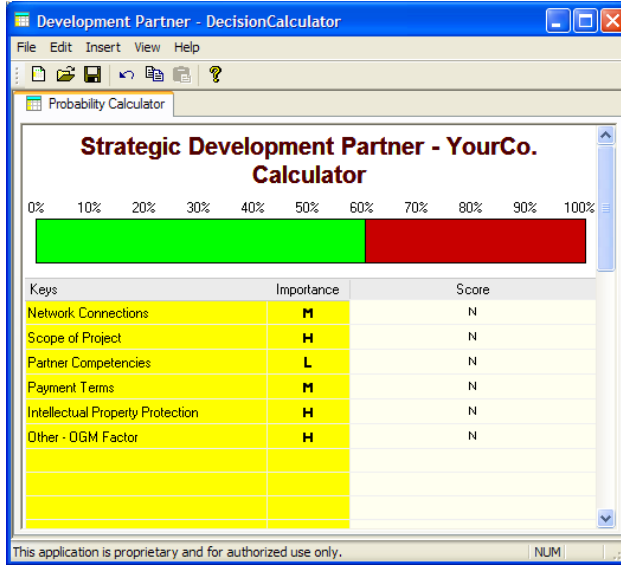 Development Partner - DecisionCalculator
File Edit Insert View Help
Probability Calculator
Strategic Development Partner - YourCo.
Calculator
0% 10% 20% 30% 40% 50% 60% 70% 80% 90% 100%
Keys Importance Score
Network Connections M N
Scope of Project H N
Partner Competencies L N
Payment Terms M N
Intellectual Property Protection H N
Other - OGM Factor H N
This application is proprietary and for authorized use only. NUM